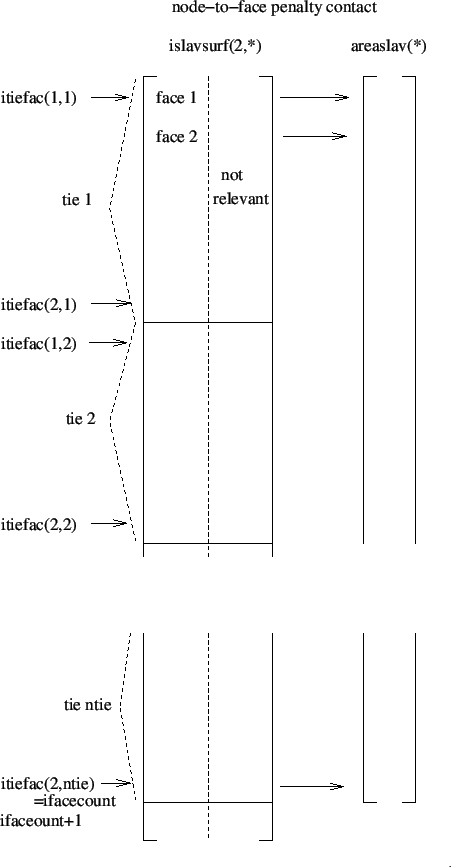 node-to-face penalty contact
islavsurf(2,*) areaslav(*)
itiefac(1,1) face 1
face 2
not
tie 1 relevant
itiefac(2,1)
itiefac(1,2)
tie 2
itiefac(2,2)
tie ntie
itiefac(2,ntie)
=ifacecount
ifaceount+1